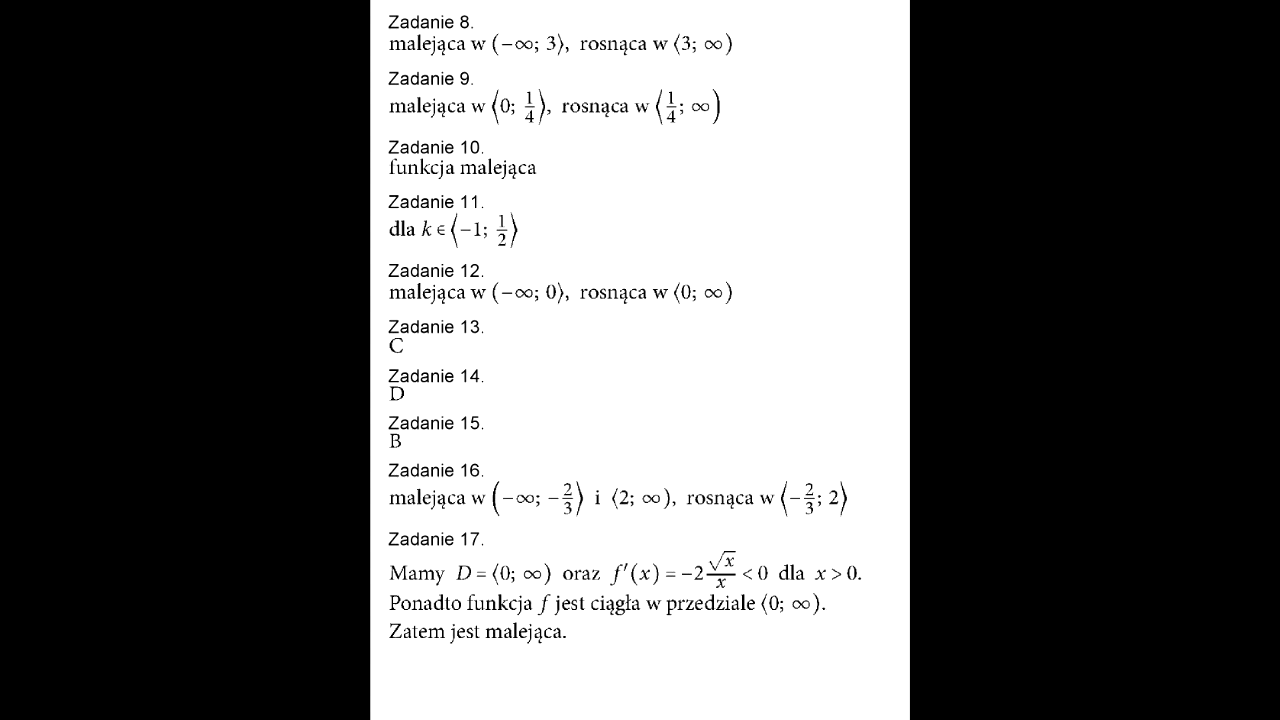 Zadanie 8.
malejąca w (−∞; 3⟩, rosnąca w ⟨3; ∞)
Zadanie 9.
malejąca w ⟨0; 1/4⟩, rosnąca w ⟨1/4; ∞)
Zadanie 10.
funkcja malejąca
Zadanie 11.
dla k ∈ ⟨−1; 1/2⟩
Zadanie 12.
malejąca w (−∞; 0⟩, rosnąca w ⟨0; ∞)
Zadanie 13.
C
Zadanie 14.
D
Zadanie 15.
B
Zadanie 16.
malejąca w (−∞; −2/3⟩ i ⟨2; ∞), rosnąca w ⟨−2/3; 2⟩
Zadanie 17.
Mamy D = ⟨0; ∞) oraz f′(x) = −2 √x/x < 0 dla x > 0.
Ponadto funkcja f jest ciągła w przedziale ⟨0; ∞).
Zatem jest malejąca.